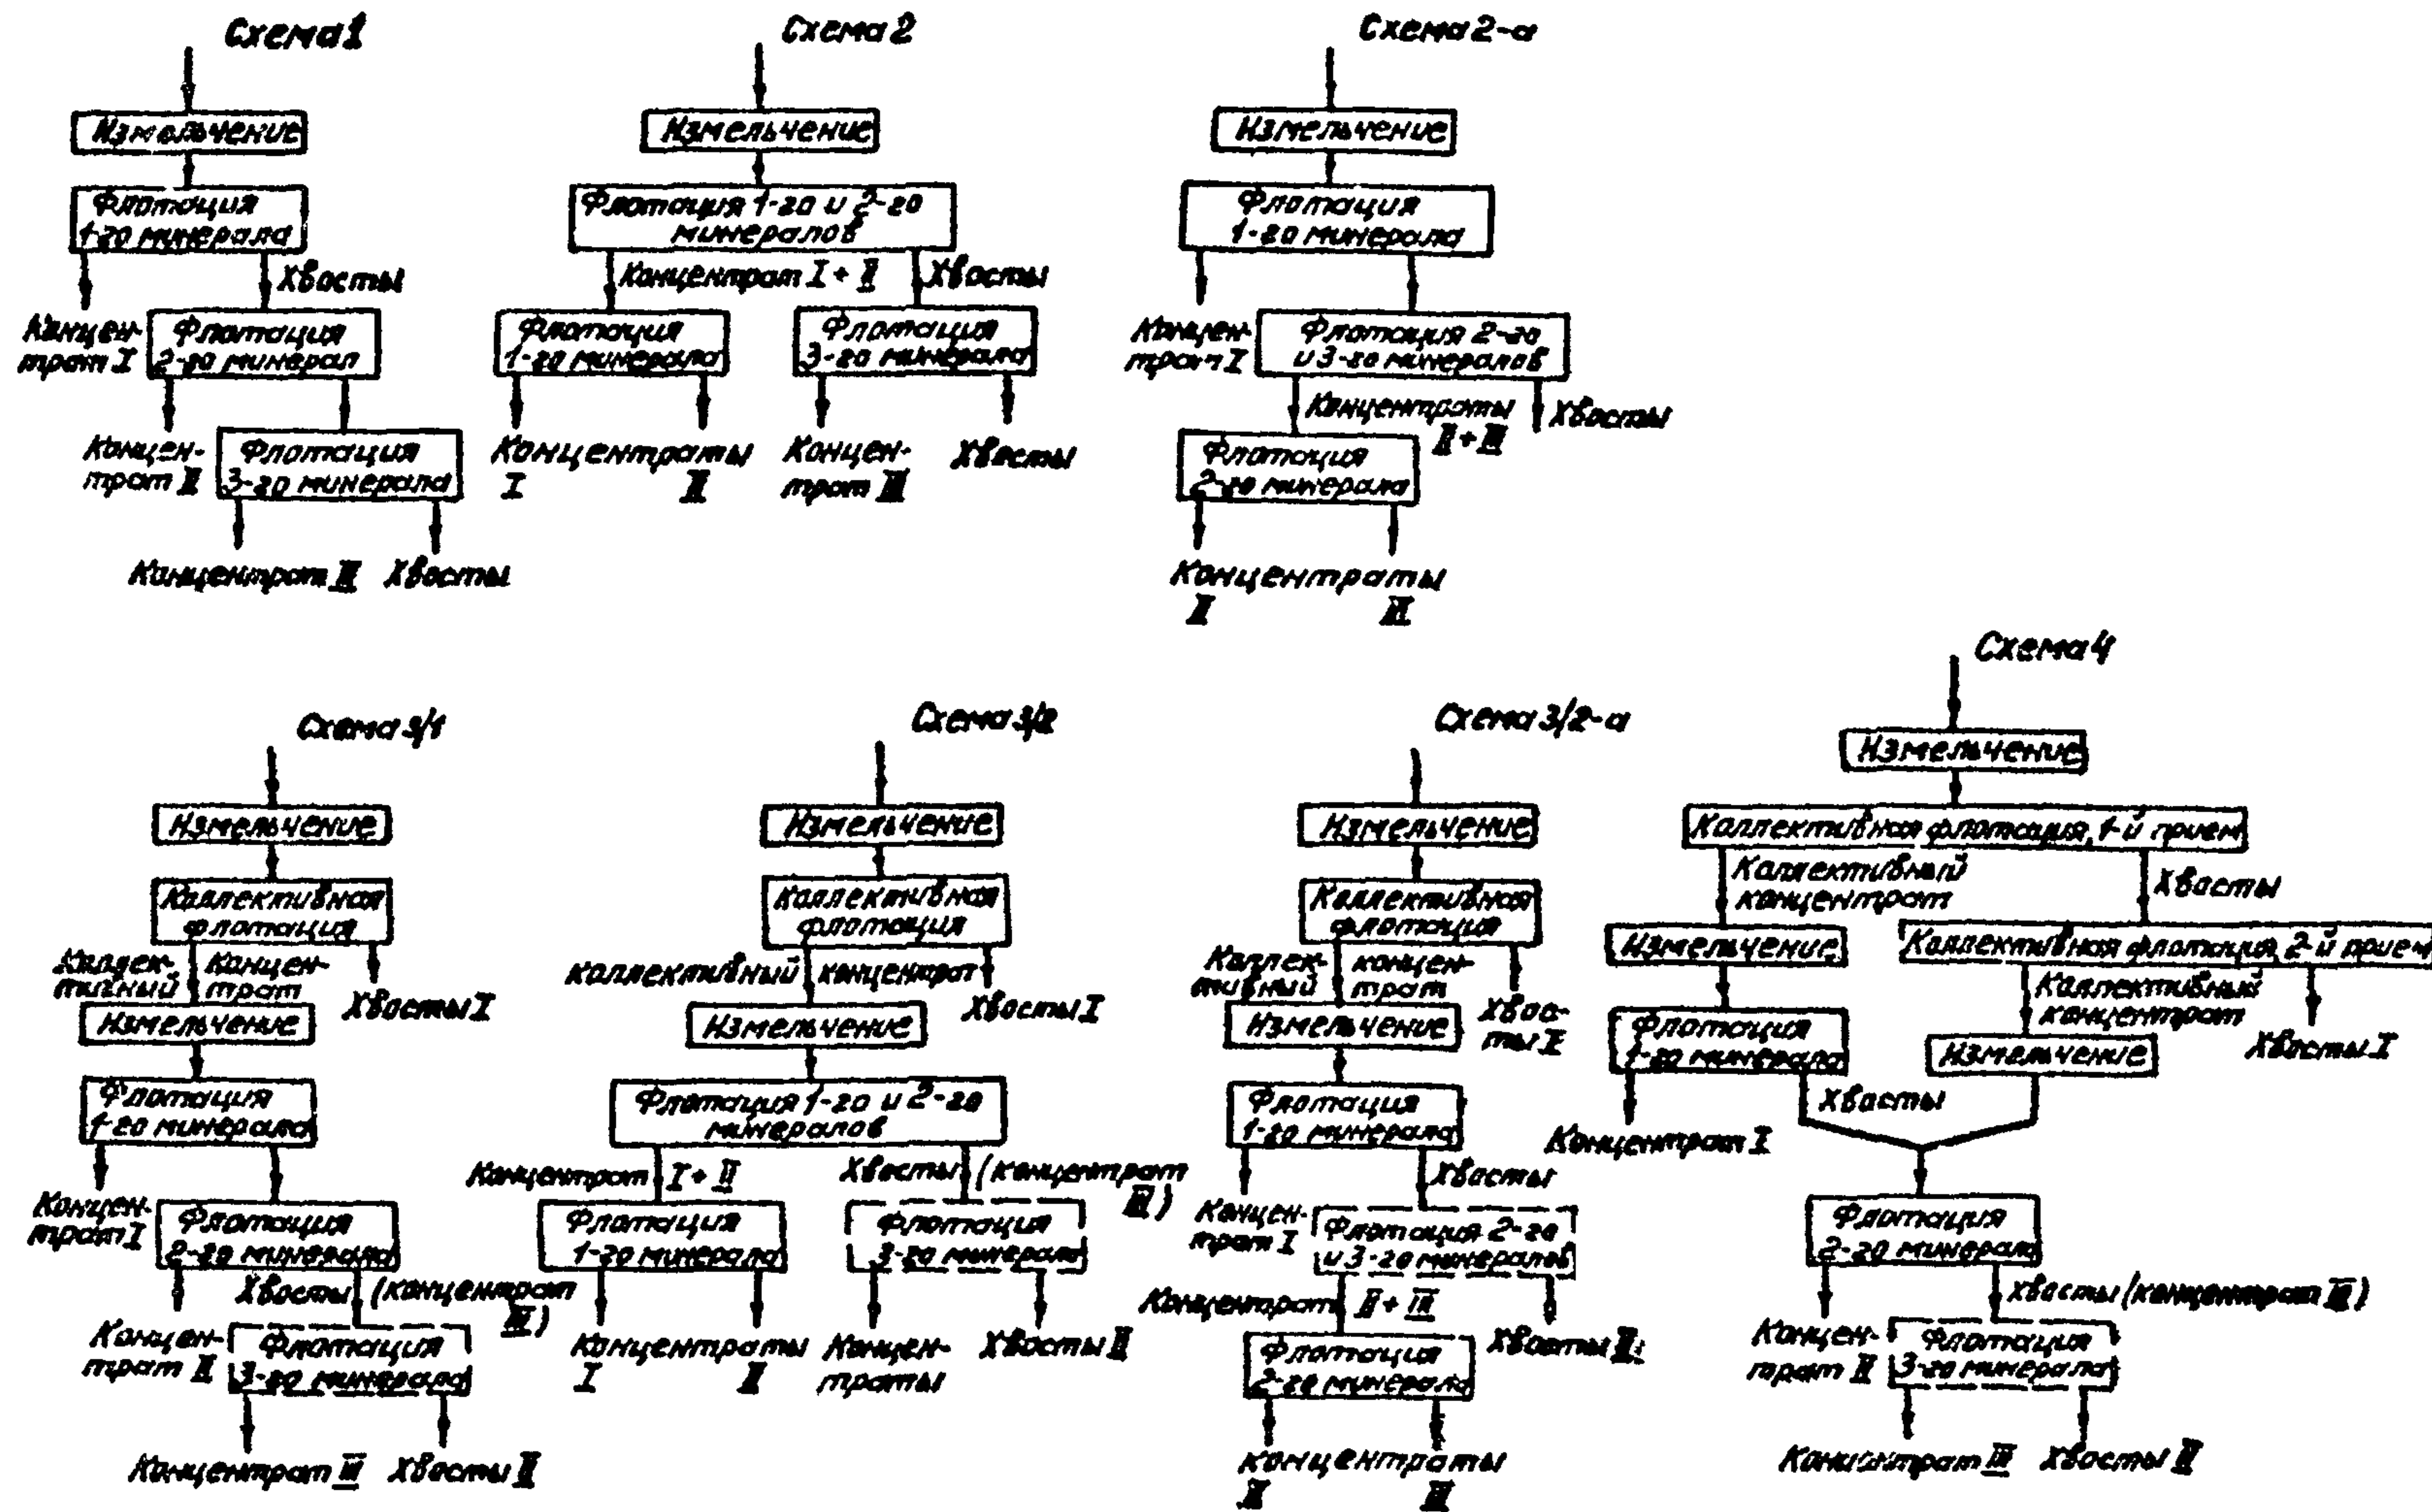 Схема 1
Измельчение
Флотация
1-го минерала
Хвосты
Концен-
трат I
Флотация
2-го минерал
Концен-
трат II
Флотация
3-го минерала
Концентрат III
Хвосты
Схема 2
Измельчение
Флотация 1-го и 2-го
минералов
Концентрат I + II
Хвосты
Флотация
1-го минерала
Флотация
3-го минерала
Концентраты
I
II
Концен-
трат III
Хвосты
Схема 2-а
Измельчение
Флотация
1-го минерала
Концен-
трат I
Флотация 2-го
и 3-го минералов
Концентраты
II + III
Хвосты
Флотация
2-го минерала
Концентраты
II
III
Схема 3/1
Измельчение
Коллективная
флотация
Коллек-
тивный
Концен-
трат
Хвосты I
Измельчение
Флотация
1-го минерала
Концен-
трат I
Флотация
2-го минерала
Хвосты (концентрат
III)
Концен-
трат II
Флотация
3-го минерала
Концентрат III
Хвосты II
Схема 3/2
Измельчение
Коллективная
флотация
Коллективный концентрат
Хвосты I
Измельчение
Флотация 1-го и 2-го
минералов
Концентрат I + II
Хвосты (концентрат
III)
Флотация
1-го минерала
Флотация
3-го минерала
Концентраты
I
II
Концен-
траты
Хвосты II
Схема 3/2-а
Измельчение
Коллективная
флотация
Коллек-
тивный
концен-
трат
Хвос-
ты I
Измельчение
Флотация
1-го минерала
Хвосты
Концен-
трат I
Флотация 2-го
и 3-го минералов
Концентрат II + III
Хвосты II
Флотация
2-го минерала
Концентраты
II
III
Схема 4
Измельчение
Коллективная флотация, 1-й прием
Коллективный
концентрат
Хвосты
Измельчение
Коллективная флотация 2-й прием
Коллективный
концентрат
Хвосты I
Флотация
1-го минерала
Измельчение
Хвосты
Концентрат I
Флотация
2-го минерала
Хвосты (концентрат III)
Концен-
трат II
Флотация
3-го минерала
Концентрат III
Хвосты II